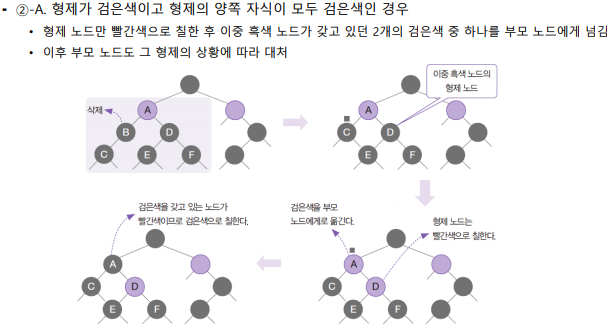 - ②-A. 형제가 검은색이고 형제의 양쪽 자식이 모두 검은색인 경우
• 형제 노드만 빨간색으로 칠한 후 이중 흑색 노드가 갖고 있던 2개의 검은색 중 하나를 부모 노드에게 넘김
• 이후 부모 노드도 그 형제의 상황에 따라 대처
이중 흑색 노드의
형제 노드
삭제
A
B
D
C
E
F
A
C
D
E
F
검은색을 갖고 있는 노드가
빨간색이므로 검은색으로 칠한다.
검은색을 부모
노드에게로 옮긴다.
형제 노드는
빨간색으로 칠한다.
A
C
D
E
F
A
C
D
E
F